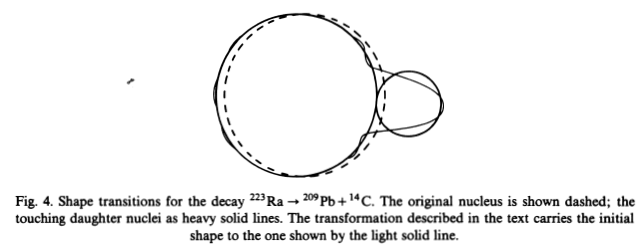 Fig. 4. Shape transitions for the decay ²²³Ra → ²⁰⁹Pb + ¹⁴C. The original nucleus is shown dashed; the
touching daughter nuclei as heavy solid lines. The transformation described in the text carries the initial
shape to the one shown by the light solid line.